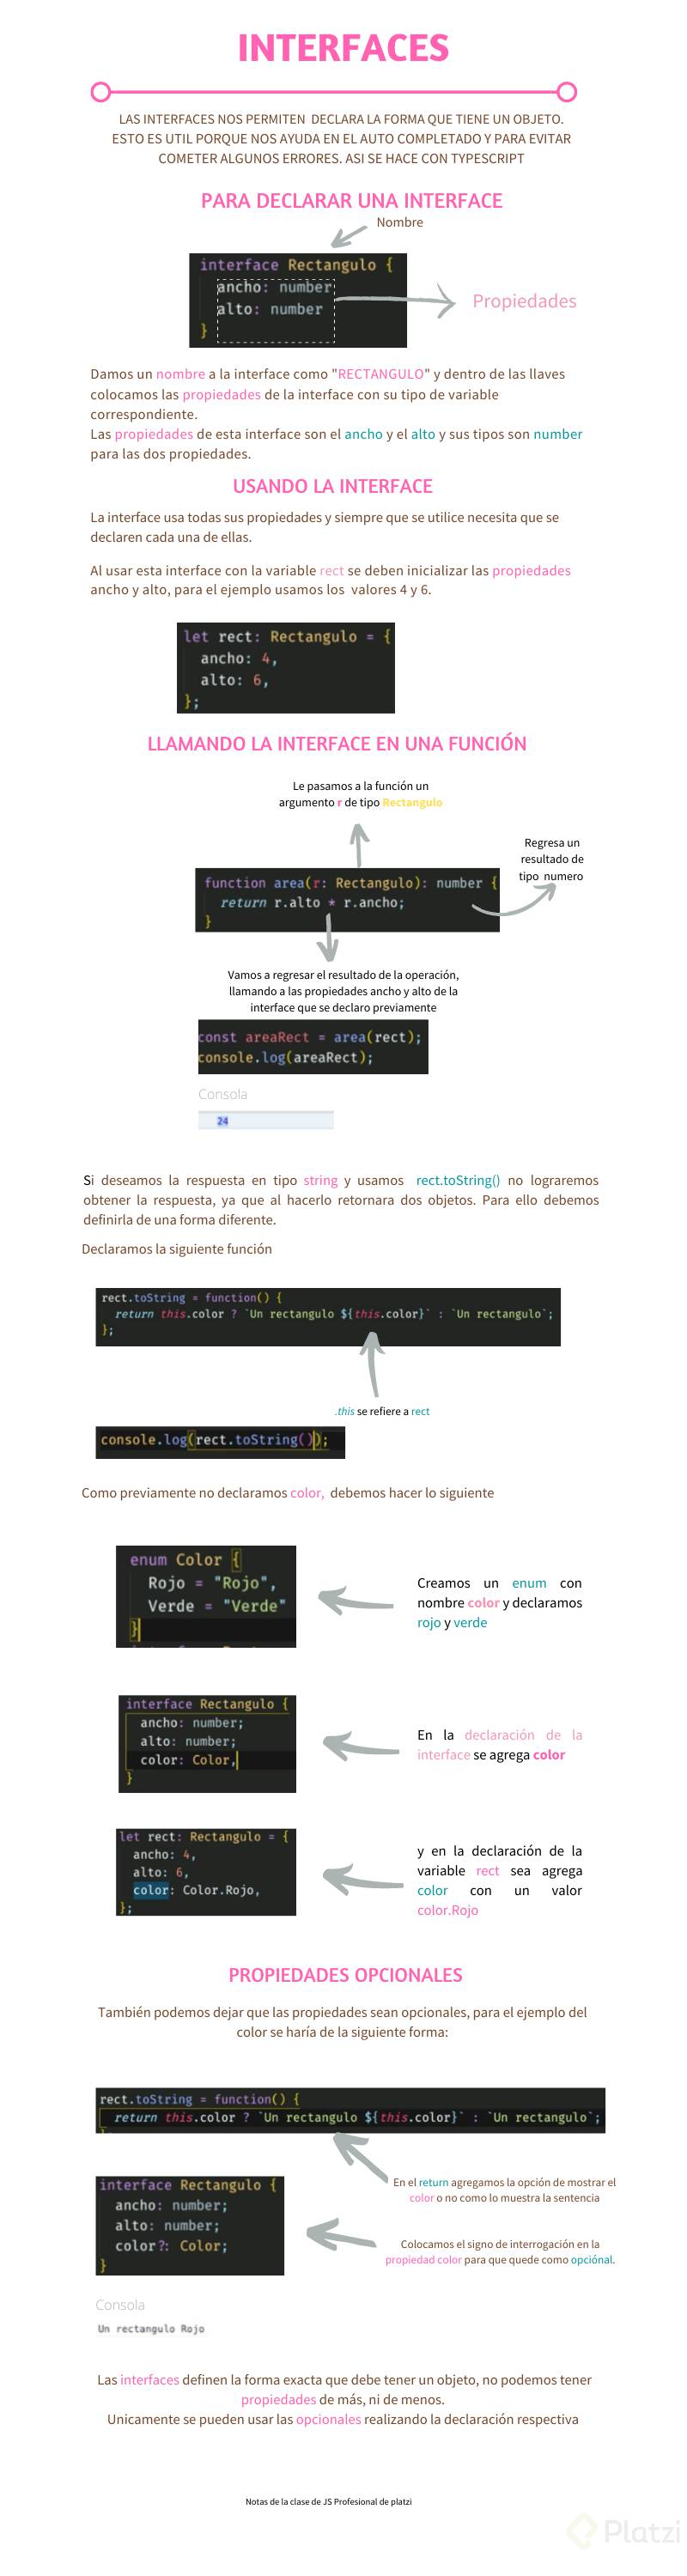 INTERFACES
LAS INTERFACES NOS PERMITEN DECLARA LA FORMA QUE TIENE UN OBJETO.
ESTO ES UTIL PORQUE NOS AYUDA EN EL AUTO COMPLETADO Y PARA EVITAR
COMETER ALGUNOS ERRORES. ASI SE HACE CON TYPESCRIPT
PARA DECLARAR UNA INTERFACE
Nombre
interface Rectangulo {
ancho: number
alto: number
}
Propiedades
Damos un nombre a la interface como "RECTANGULO" y dentro de las llaves
colocamos las propiedades de la interface con su tipo de variable
correspondiente.
Las propiedades de esta interface son el ancho y el alto y sus tipos son number
para las dos propiedades.
USANDO LA INTERFACE
La interface usa todas sus propiedades y siempre que se utilice necesita que se
declaren cada una de ellas.
Al usar esta interface con la variable rect se deben inicializar las propiedades
ancho y alto, para el ejemplo usamos los valores 4 y 6.
let rect: Rectangulo = {
ancho: 4,
alto: 6,
};
LLAMANDO LA INTERFACE EN UNA FUNCIÓN
Le pasamos a la función un
argumento r de tipo Rectangulo
Regresa un
resultado de
tipo numero
function area(r: Rectangulo): number {
return r.alto * r.ancho;
}
Vamos a regresar el resultado de la operación,
llamando a las propiedades ancho y alto de la
interface que se declaro previamente
const areaRect = area(rect);
console.log(areaRect);
Consola
24
Si deseamos la respuesta en tipo string y usamos rect.toString() no lograremos
obtener la respuesta, ya que al hacerlo retornara dos objetos. Para ello debemos
definirla de una forma diferente.
Declaramos la siguiente función
rect.toString = function() {
return this.color ? `Un rectangulo ${this.color}` : `Un rectangulo`;
};
.this se refiere a rect
console.log(rect.toString());
Como previamente no declaramos color, debemos hacer lo siguiente
enum Color {
Rojo = "Rojo",
Verde = "Verde"
}
Creamos un enum con
nombre color y declaramos
rojo y verde
interface Rectangulo {
ancho: number;
alto: number;
color: Color,
}
En la declaración de la
interface se agrega color
let rect: Rectangulo = {
ancho: 4,
alto: 6,
color: Color.Rojo,
};
y en la declaración de la
variable rect sea agrega
color con un valor
color.Rojo
PROPIEDADES OPCIONALES
También podemos dejar que las propiedades sean opcionales, para el ejemplo del
color se haría de la siguiente forma:
rect.toString = function() {
return this.color ? `Un rectangulo ${this.color}` : `Un rectangulo`;
En el return agregamos la opción de mostrar el
color o no como lo muestra la sentencia
interface Rectangulo {
ancho: number;
alto: number;
color?: Color;
}
Colocamos el signo de interrogación en la
propiedad color para que quede como opciónal.
Consola
Un rectangulo Rojo
Las interfaces definen la forma exacta que debe tener un objeto, no podemos tener
propiedades de más, ni de menos.
Unicamente se pueden usar las opcionales realizando la declaración respectiva
Notas de la clase de JS Profesional de platzi
Platzi